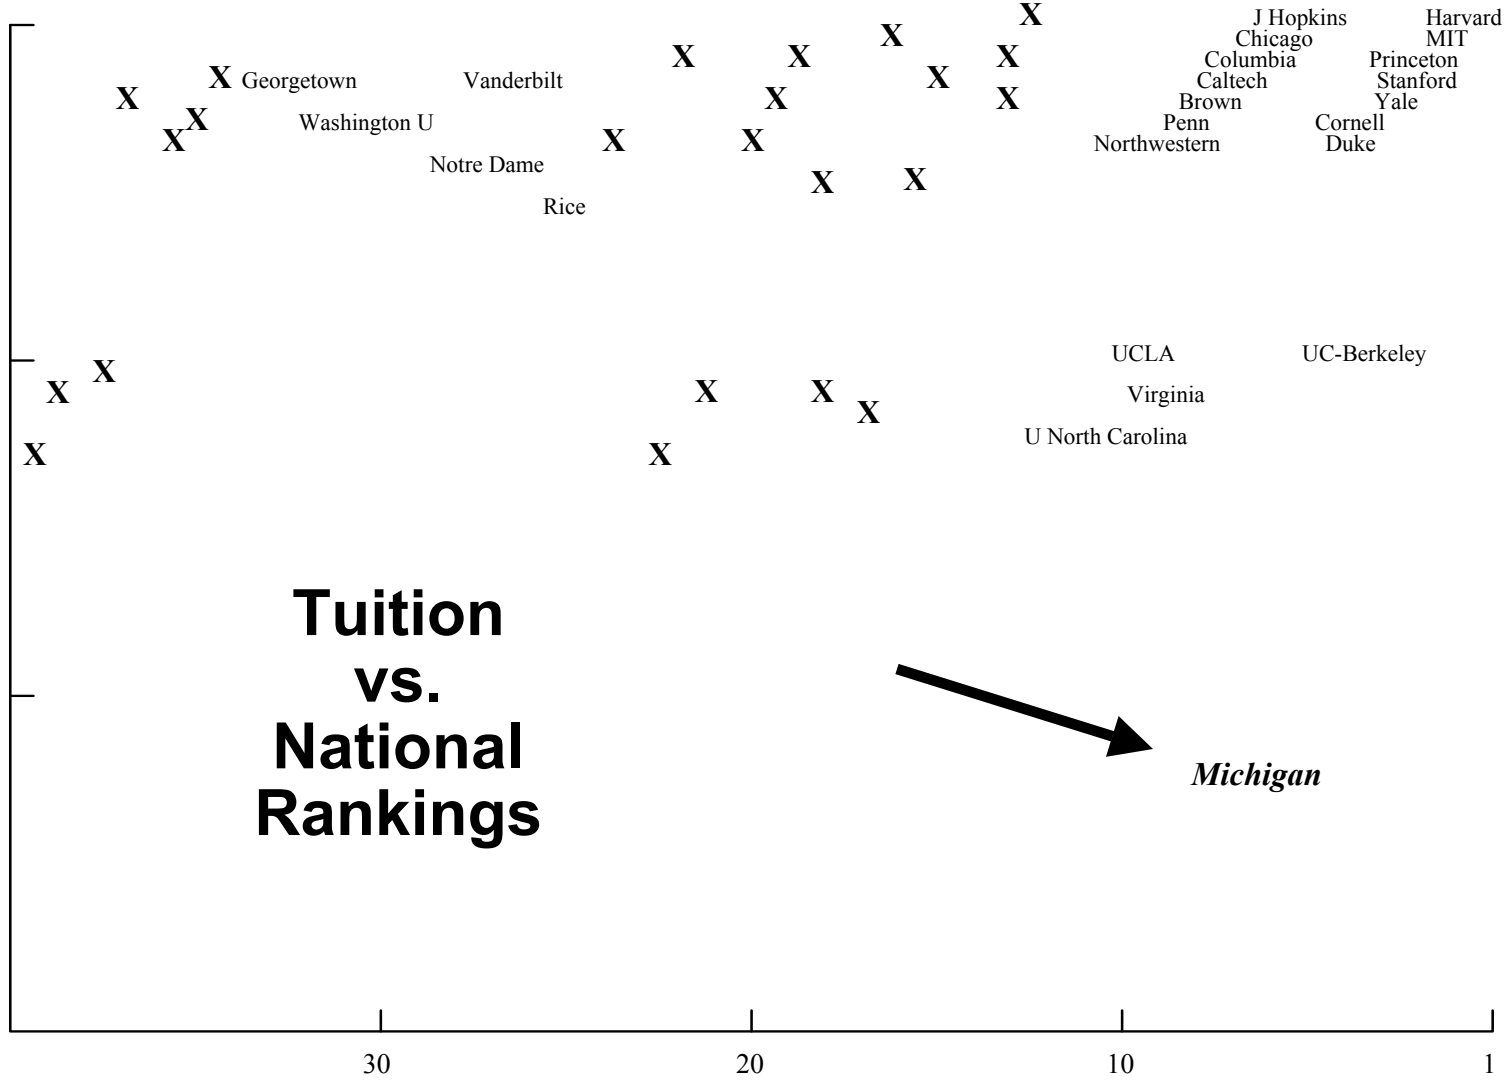 X J Hopkins Harvard
X Chicago MIT
X X X Columbia Princeton
X Georgetown Vanderbilt X Caltech Stanford
X X X Brown Yale
X Washington U Penn Cornell
X X X Northwestern Duke
Notre Dame X X
Rice
UCLA UC-Berkeley
X
X X X Virginia
X
U North Carolina
X X
Tuition
vs.
National
Rankings
Michigan
30 20 10 1